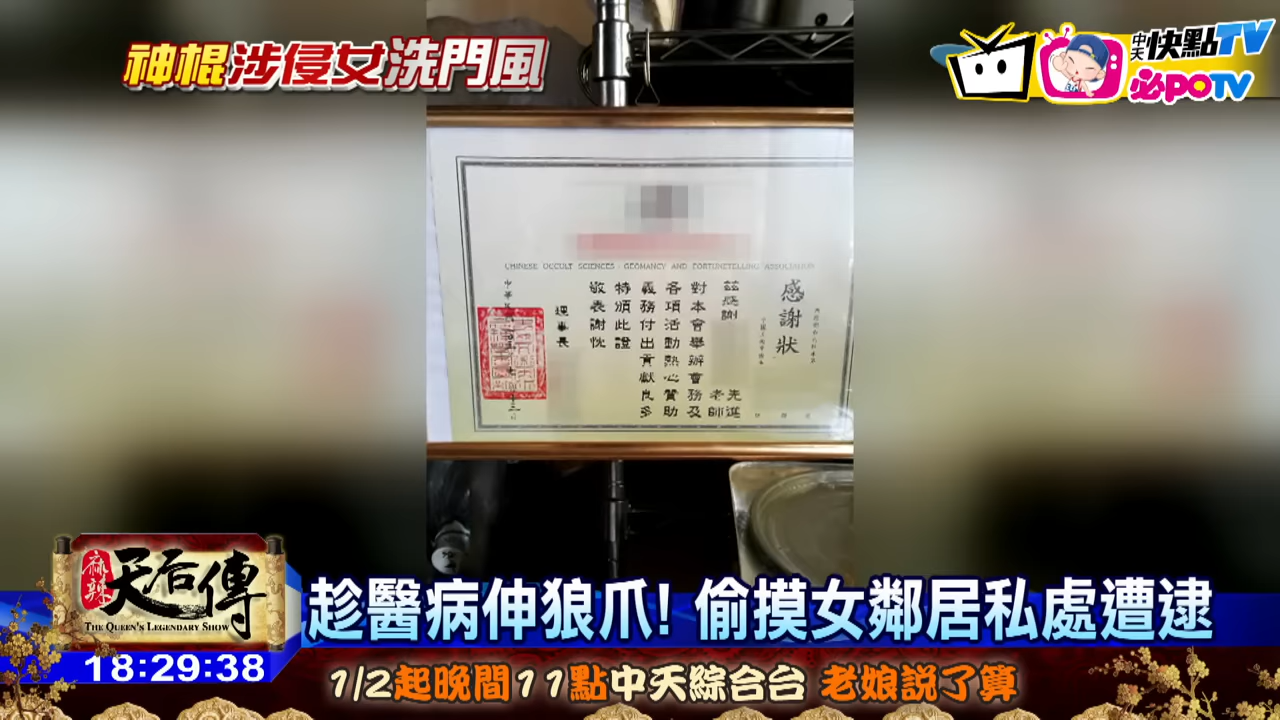 神棍涉侵女洗門風
中天快點TV
必POTV
CHINESE OCCULT SCIENCES · GEOMANCY AND FORTUNETELLING ASSOCIATION
感謝狀
茲感謝
先進
老師
對本會舉辦會務及
各項活動熱心贊助
義務付出貢獻良多
特頒此證
敬表謝忱
理事長
麻辣
天后傳
THE QUEEN'S LEGENDARY SHOW
趁醫病伸狼爪! 偷摸女鄰居私處遭逮
18:29:38
1/2起晚間11點中天綜合台 老娘說了算